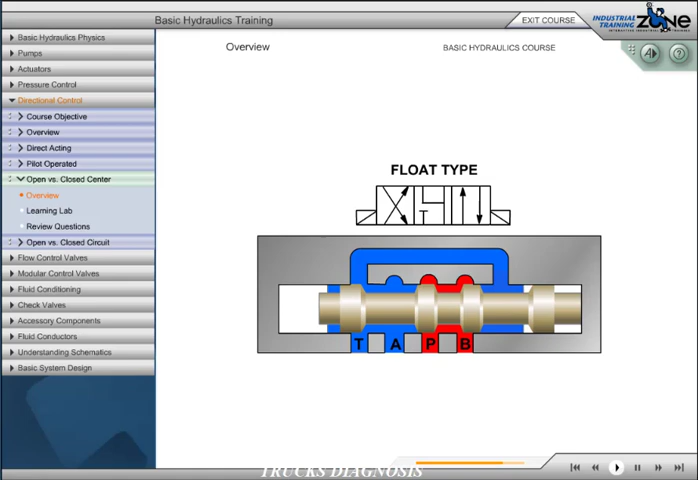 Basic Hydraulics Training
EXIT COURSE
INDUSTRIAL
TRAINING
ZONE
INTERACTIVE INDUSTRIAL TRAINING
Basic Hydraulics Physics
Pumps
Actuators
Pressure Control
Directional Control
Course Objective
Overview
Direct Acting
Pilot Operated
Open vs. Closed Center
Overview
Learning Lab
Review Questions
Open vs. Closed Circuit
Flow Control Valves
Modular Control Valves
Fluid Conditioning
Check Valves
Accessory Components
Fluid Conductors
Understanding Schematics
Basic System Design
Overview
BASIC HYDRAULICS COURSE
A
?
FLOAT TYPE
T
T A P B
TRUCKS DIAGNOSIS